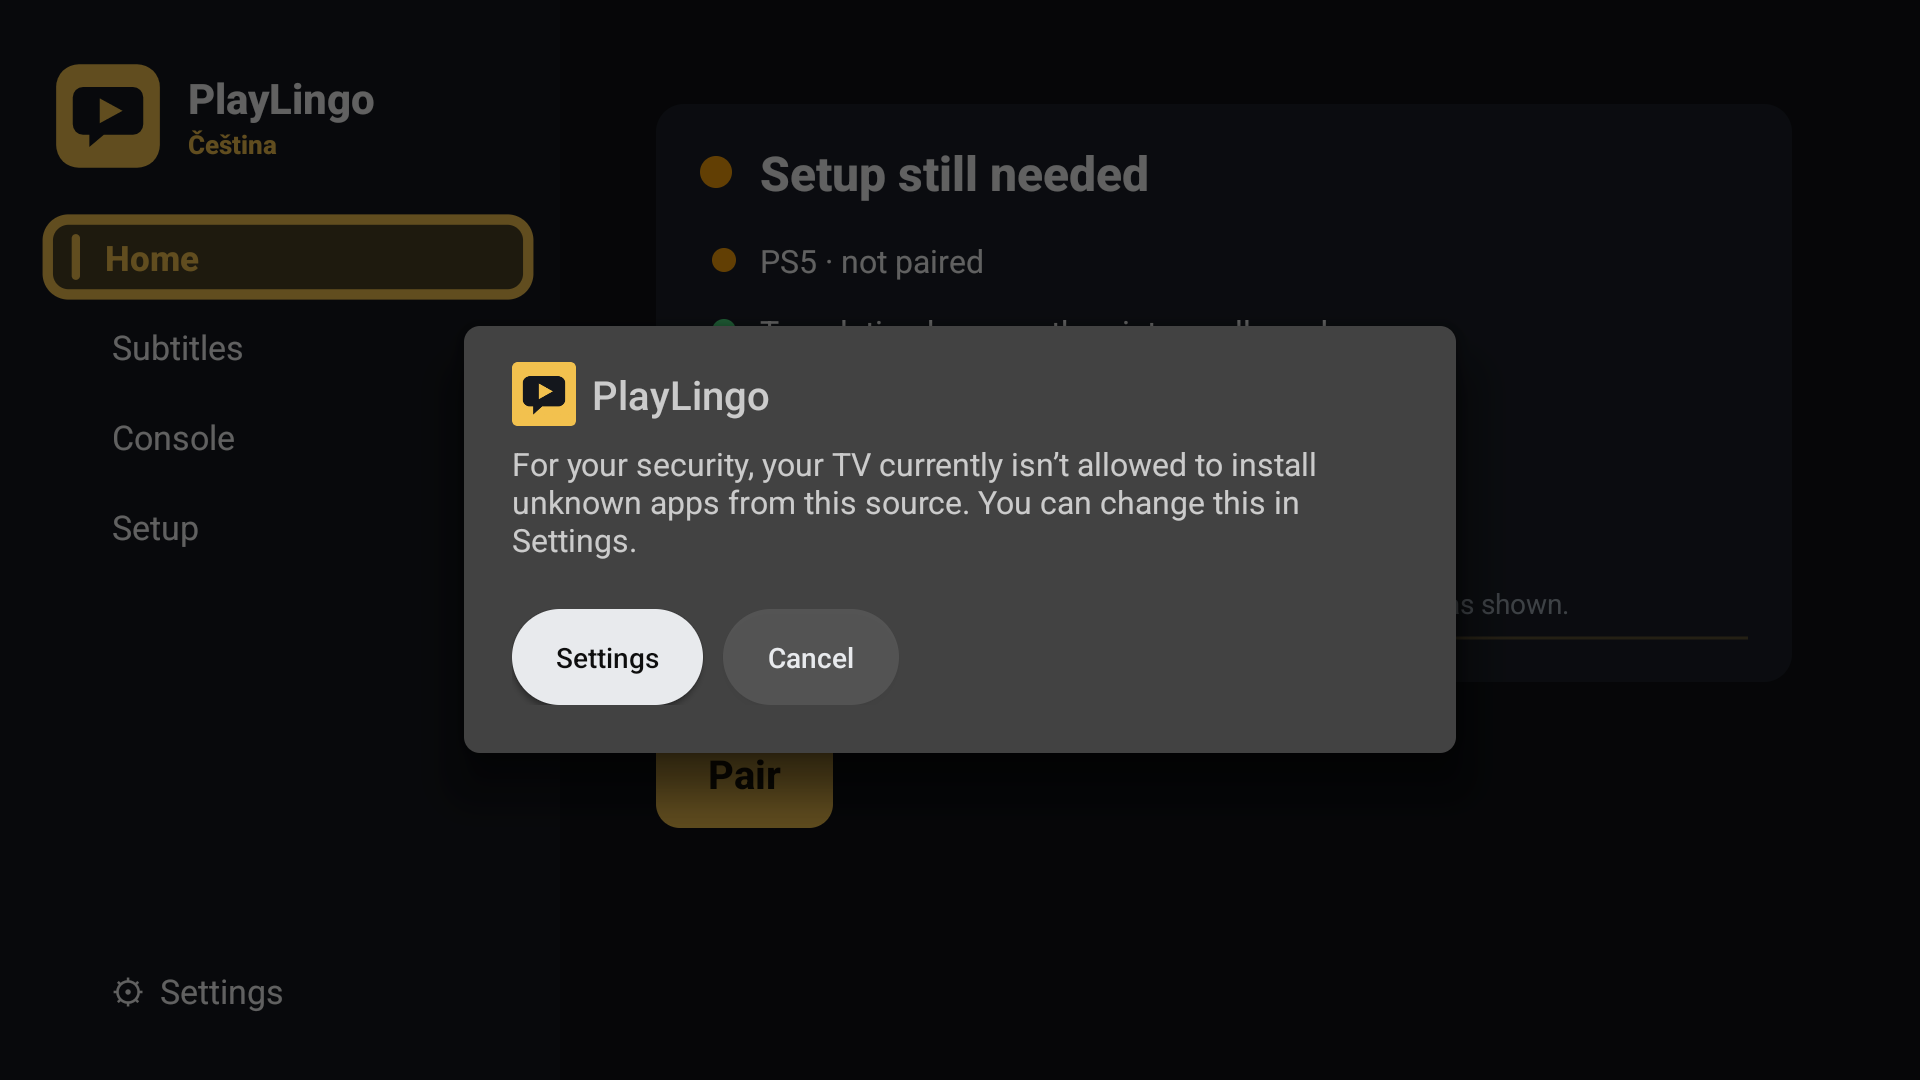 PlayLingo
Čeština
Home
Subtitles
Console
Setup
Settings
Setup still needed
PS5 · not paired
PlayLingo
For your security, your TV currently isn’t allowed to install
unknown apps from this source. You can change this in
Settings.
Settings
Cancel
shown.
Pair